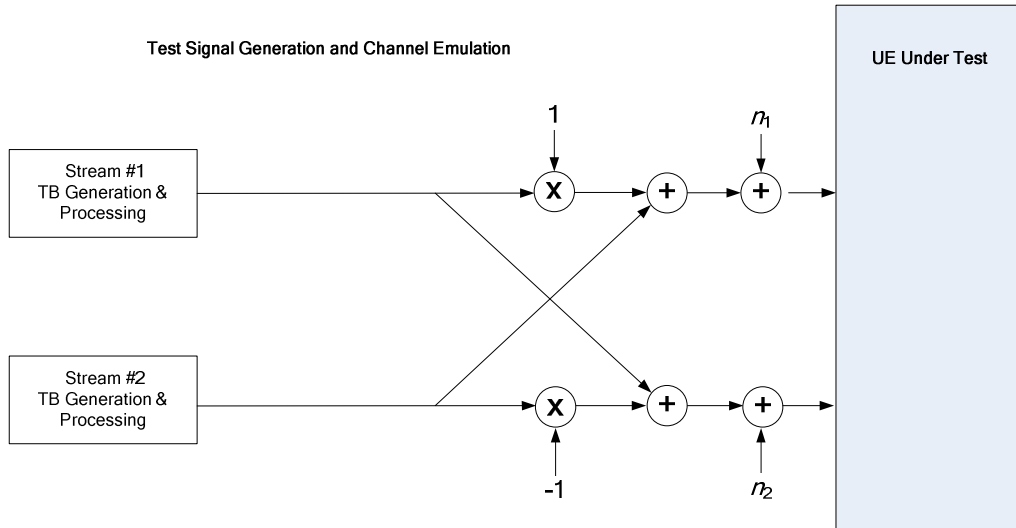 Test Signal Generation and Channel Emulation
UE Under Test
1
n1
Stream #1
TB Generation &
Processing
X
+
+
Stream #2
TB Generation &
Processing
X
+
+
-1
n2